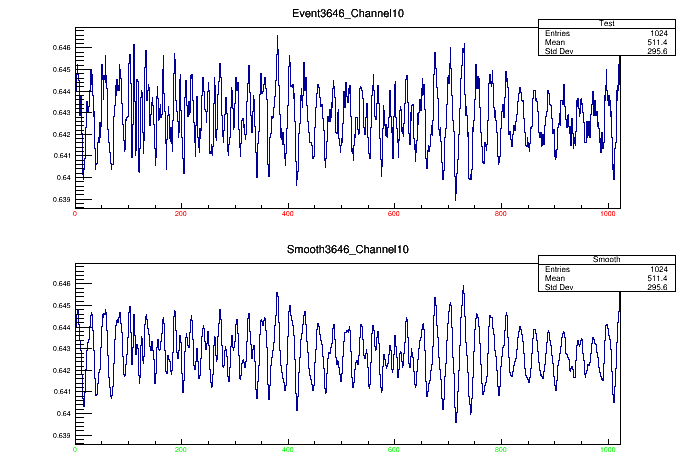 Event3646_Channel10
Test
Entries 1024
Mean 511.4
Std Dev 295.6
0.646
0.645
0.644
0.643
0.642
0.641
0.64
0.639
0 200 400 600 800 1000
Smooth3646_Channel10
Smooth
Entries 1024
Mean 511.4
Std Dev 295.6
0.646
0.645
0.644
0.643
0.642
0.641
0.64
0.639
0 200 400 600 800 1000